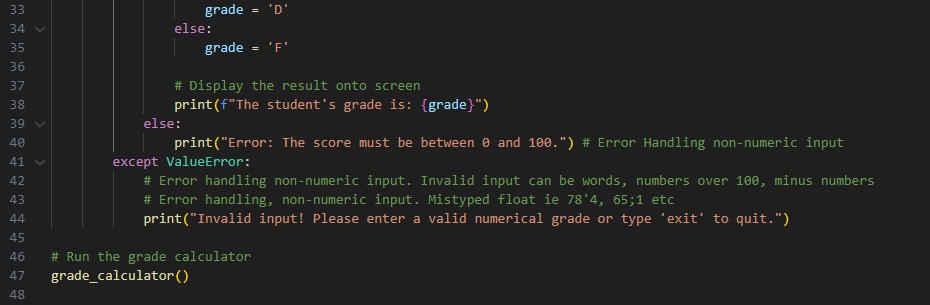 33 grade = 'D'
34 else:
35 grade = 'F'
36
37 # Display the result onto screen
38 print(f"The student's grade is: {grade}")
39 else:
40 print("Error: The score must be between 0 and 100.") # Error Handling non-numeric input
41 except ValueError:
42 # Error handling non-numeric input. Invalid input can be words, numbers over 100, minus numbers
43 # Error handling, non-numeric input. Mistyped float ie 78'4, 65;1 etc
44 print("Invalid input! Please enter a valid numerical grade or type 'exit' to quit.")
45
46 # Run the grade calculator
47 grade_calculator()
48